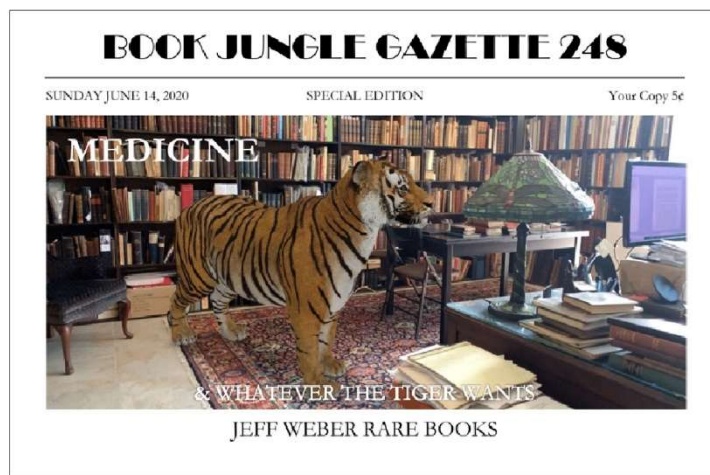 BOOK JUNGLE GAZETTE 248
SUNDAY JUNE 14, 2020 SPECIAL EDITION Your Copy 5¢
MEDICINE
& WHATEVER THE TIGER WANTS
JEFF WEBER RARE BOOKS